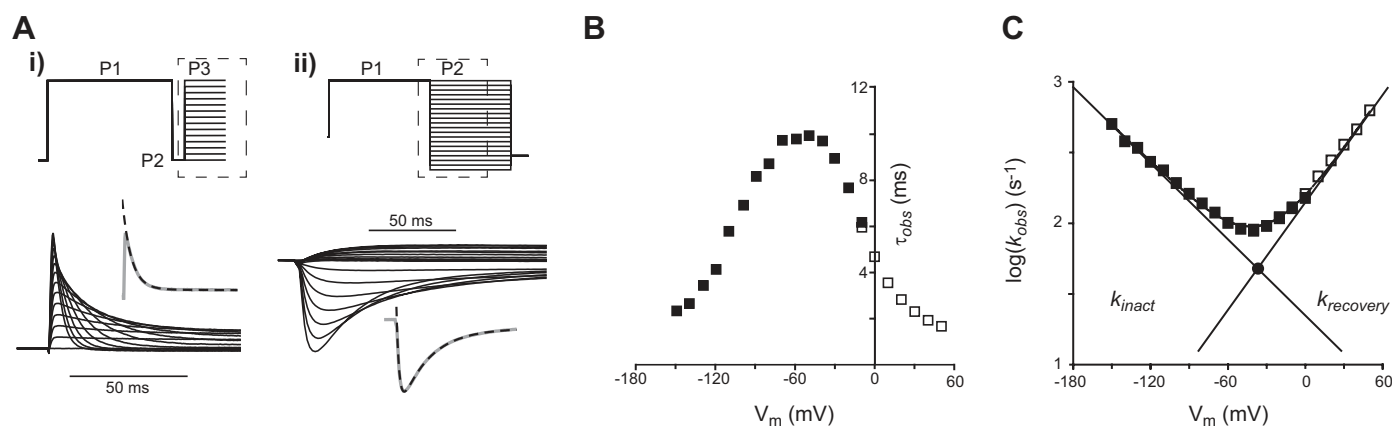 A
i)
P1
P3
P2
50 ms
ii)
P1
P2
50 ms
B
12
8
4
τobs (ms)
-180
-120
-60
0
60
Vm (mV)
C
3
2
1
log(kobs) (s-1)
kinact
krecovery
-180
-120
-60
0
60
Vm (mV)